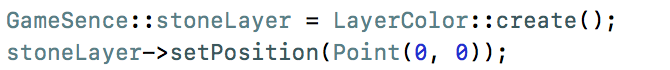 GameSence::stoneLayer = LayerColor::create();
stoneLayer->setPosition(Point(0, 0));